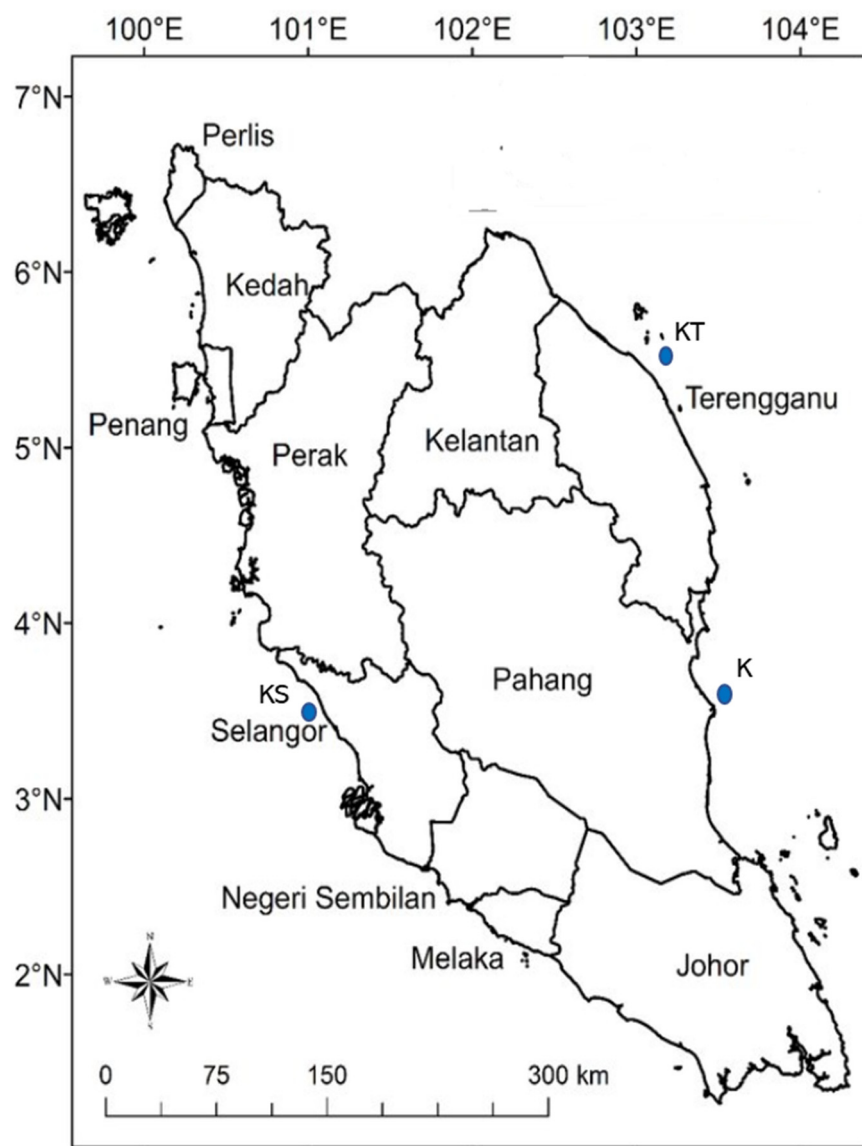 100°E 101°E 102°E 103°E 104°E
7°N
Perlis
6°N
Kedah
KT
Terengganu
Penang
5°N
Perak
Kelantan
4°N
Pahang
K
KS
Selangor
3°N
Negeri Sembilan
Melaka
Johor
2°N
N
W E
S
0 75 150 300 km